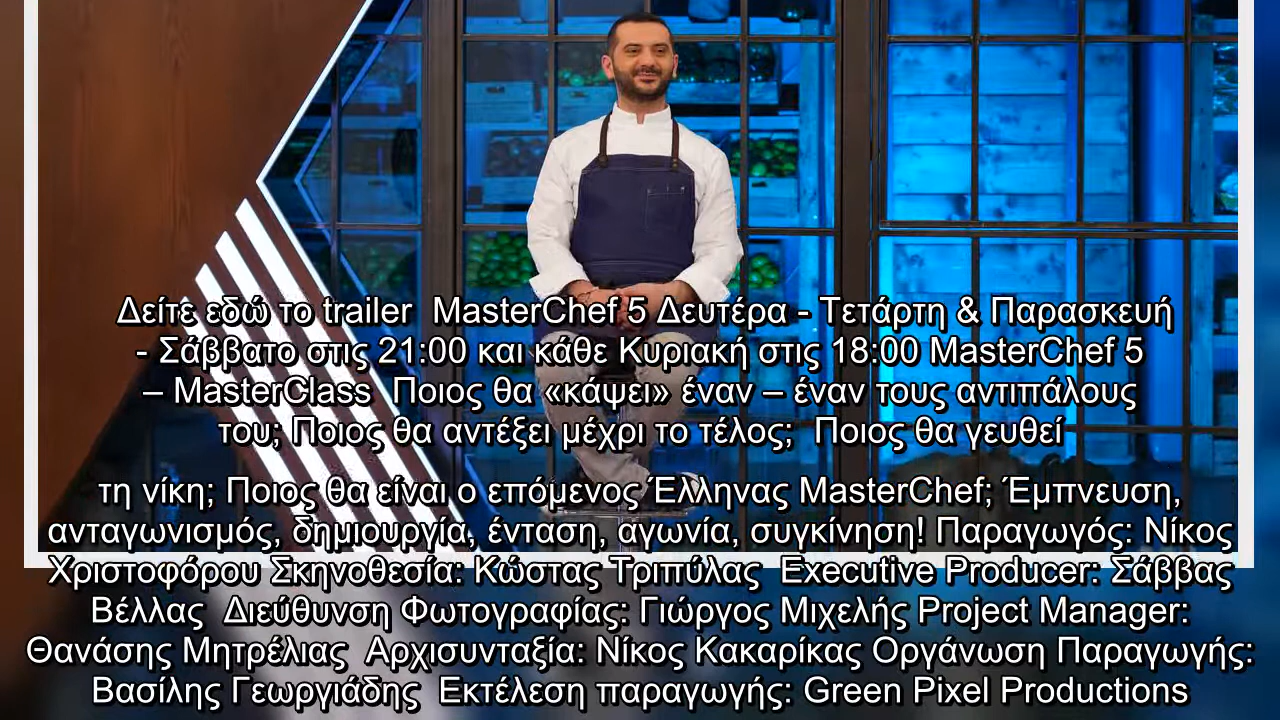 Δείτε εδώ το trailer  MasterChef 5 Δευτέρα - Τετάρτη & Παρασκευή
- Σάββατο στις 21:00 και κάθε Κυριακή στις 18:00 MasterChef 5
– MasterClass  Ποιος θα «κάψει» έναν – έναν τους αντιπάλους
του; Ποιος θα αντέξει μέχρι το τέλος;  Ποιος θα γευθεί
τη νίκη; Ποιος θα είναι ο επόμενος Έλληνας MasterChef; Έμπνευση,
ανταγωνισμός, δημιουργία, ένταση, αγωνία, συγκίνηση! Παραγωγός: Νίκος
Χριστοφόρου Σκηνοθεσία: Κώστας Τριπύλας  Executive Producer: Σάββας
Βέλλας  Διεύθυνση Φωτογραφίας: Γιώργος Μιχελής Project Manager:
Θανάσης Μητρέλιας  Αρχισυνταξία: Νίκος Κακαρίκας Οργάνωση Παραγωγής:
Βασίλης Γεωργιάδης  Εκτέλεση παραγωγής: Green Pixel Productions